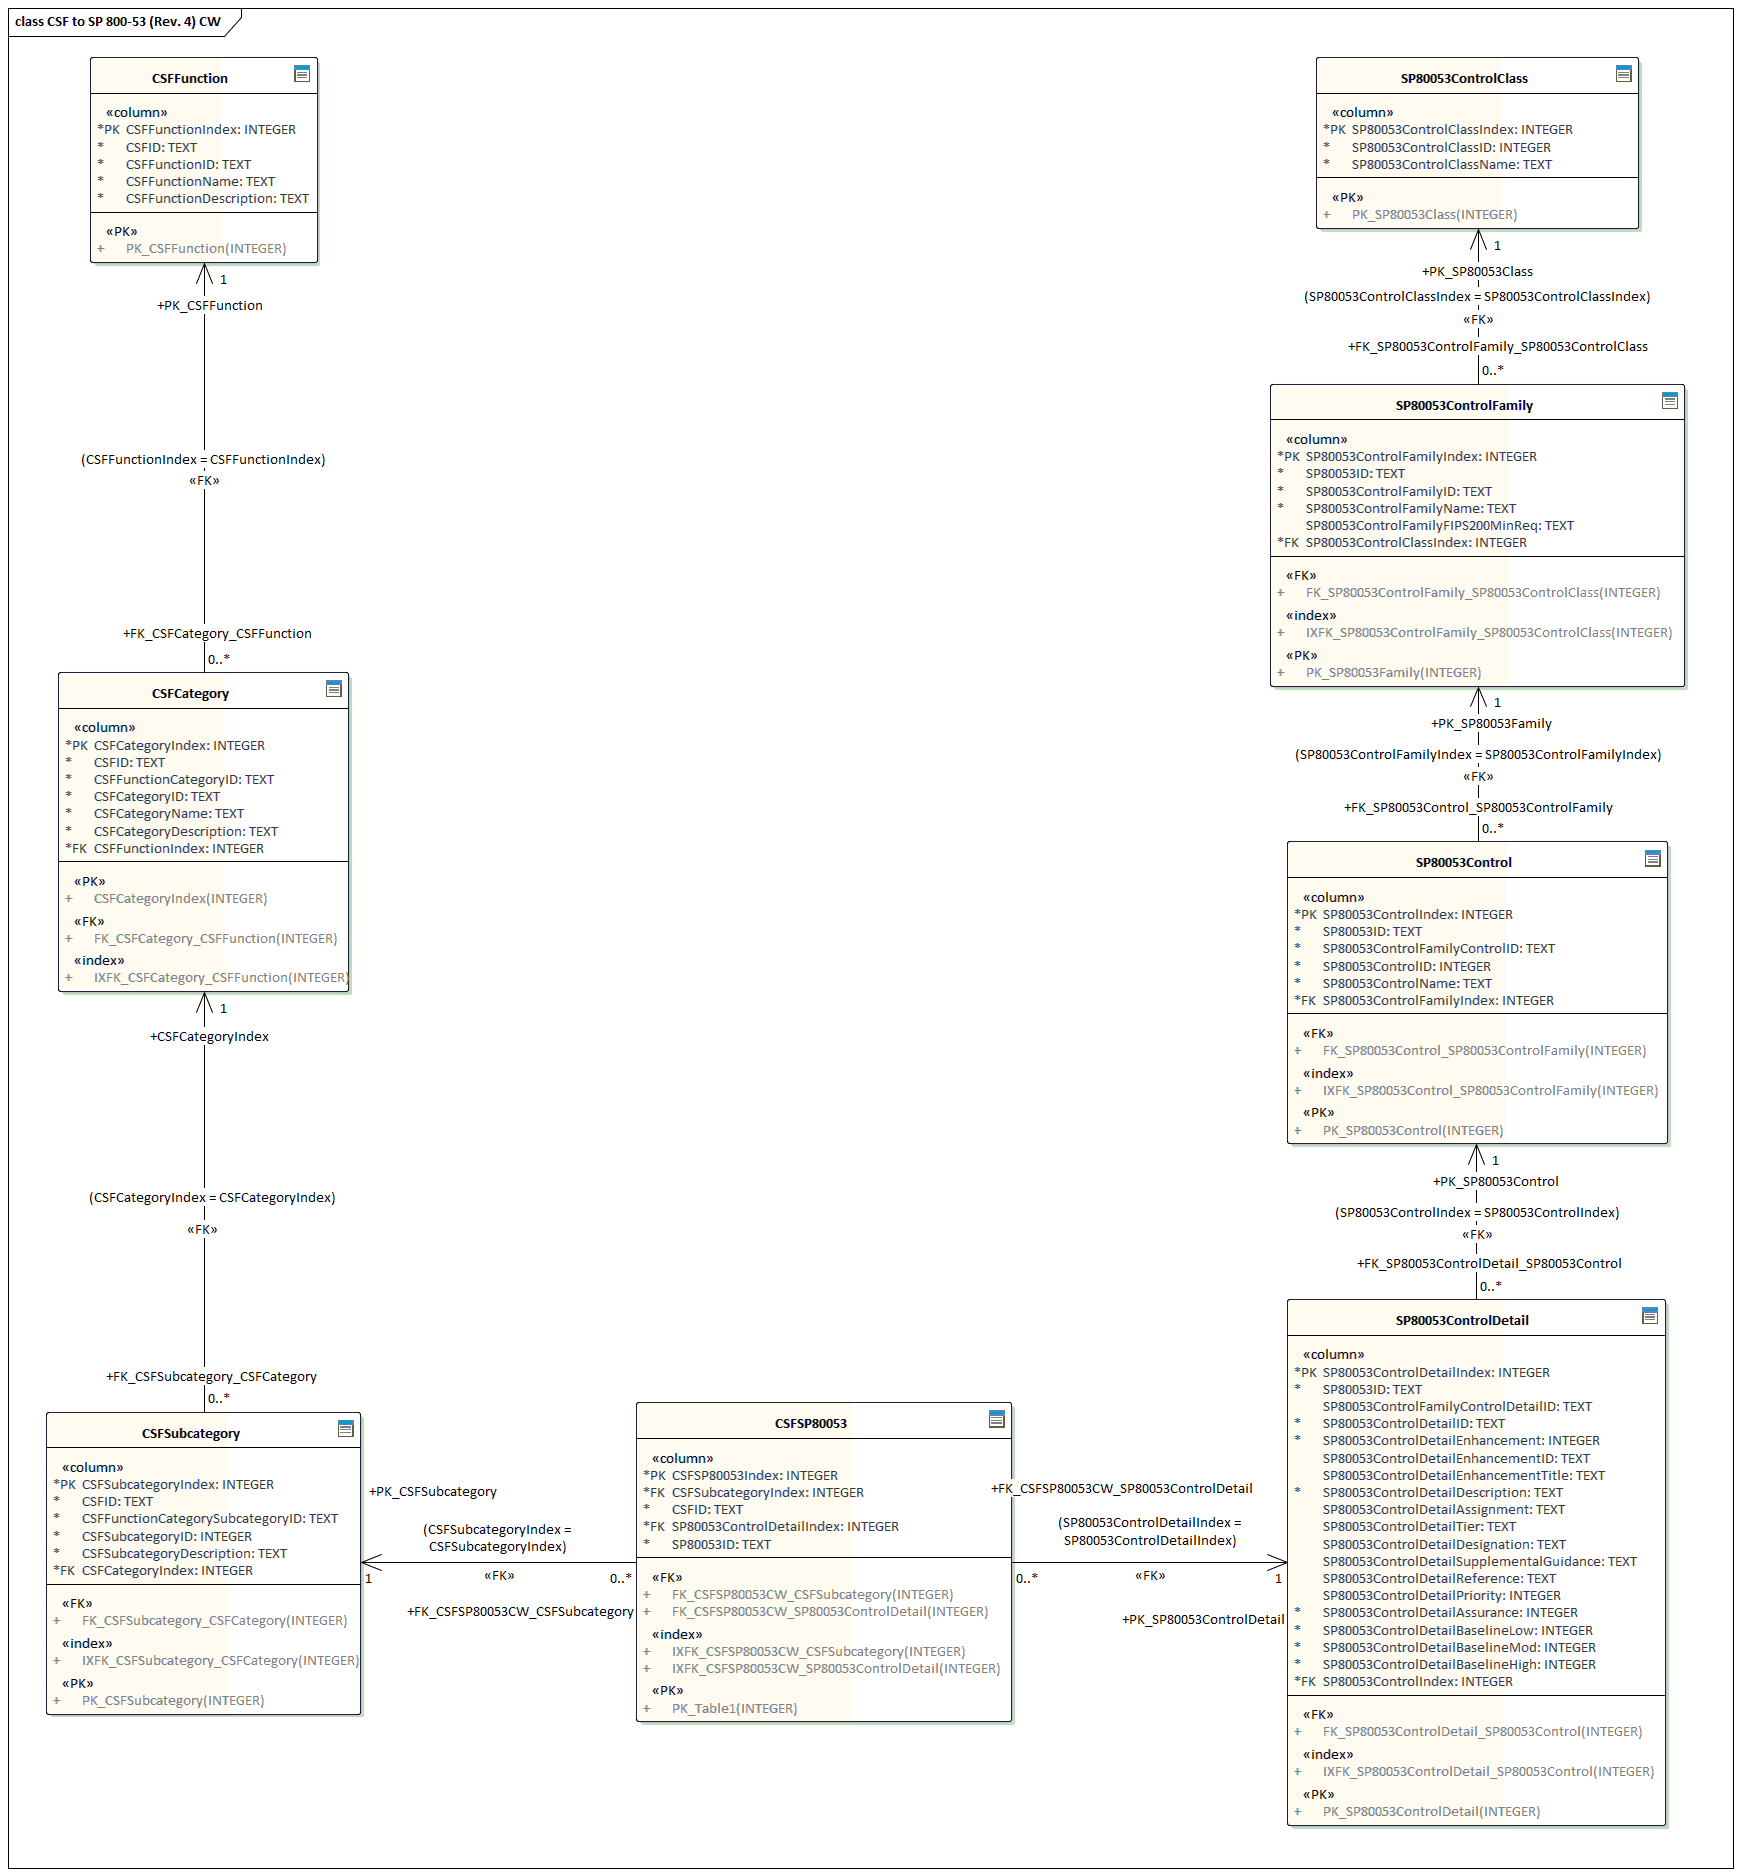 class CSF to SP 800-53 (Rev. 4) CW
CSFFunction
«column»
*PK CSFFunctionIndex: INTEGER
* CSFID: TEXT
* CSFFunctionID: TEXT
* CSFFunctionName: TEXT
* CSFFunctionDescription: TEXT
«PK»
+ PK_CSFFunction(INTEGER)
1
+PK_CSFFunction
(CSFFunctionIndex = CSFFunctionIndex)
«FK»
+FK_CSFCategory_CSFFunction
0..*
CSFCategory
«column»
*PK CSFCategoryIndex: INTEGER
* CSFID: TEXT
* CSFFunctionCategoryID: TEXT
* CSFCategoryID: TEXT
* CSFCategoryName: TEXT
* CSFCategoryDescription: TEXT
*FK CSFFunctionIndex: INTEGER
«PK»
+ CSFCategoryIndex(INTEGER)
«FK»
+ FK_CSFCategory_CSFFunction(INTEGER)
«index»
+ IXFK_CSFCategory_CSFFunction(INTEGER)
1
+CSFCategoryIndex
(CSFCategoryIndex = CSFCategoryIndex)
«FK»
+FK_CSFSubcategory_CSFCategory
0..*
CSFSubcategory
«column»
*PK CSFSubcategoryIndex: INTEGER
* CSFID: TEXT
* CSFFunctionCategorySubcategoryID: TEXT
* CSFSubcategoryID: INTEGER
* CSFSubcategoryDescription: TEXT
*FK CSFCategoryIndex: INTEGER
«FK»
+ FK_CSFSubcategory_CSFCategory(INTEGER)
«index»
+ IXFK_CSFSubcategory_CSFCategory(INTEGER)
«PK»
+ PK_CSFSubcategory(INTEGER)
+PK_CSFSubcategory
(CSFSubcategoryIndex =
CSFSubcategoryIndex)
1
«FK»
0..*
+FK_CSFSP80053CW_CSFSubcategory
CSFSP80053
«column»
*PK CSFSP80053Index: INTEGER
*FK CSFSubcategoryIndex: INTEGER
* CSFID: TEXT
*FK SP80053ControlDetailIndex: INTEGER
* SP80053ID: TEXT
«FK»
+ FK_CSFSP80053CW_CSFSubcategory(INTEGER)
+ FK_CSFSP80053CW_SP80053ControlDetail(INTEGER)
«index»
+ IXFK_CSFSP80053CW_CSFSubcategory(INTEGER)
+ IXFK_CSFSP80053CW_SP80053ControlDetail(INTEGER)
«PK»
+ PK_Table1(INTEGER)
+FK_CSFSP80053CW_SP80053ControlDetail
(SP80053ControlDetailIndex =
SP80053ControlDetailIndex)
0..*
«FK»
1
+PK_SP80053ControlDetail
SP80053ControlClass
«column»
*PK SP80053ControlClassIndex: INTEGER
* SP80053ControlClassID: INTEGER
* SP80053ControlClassName: TEXT
«PK»
+ PK_SP80053Class(INTEGER)
1
+PK_SP80053Class
(SP80053ControlClassIndex = SP80053ControlClassIndex)
«FK»
+FK_SP80053ControlFamily_SP80053ControlClass
0..*
SP80053ControlFamily
«column»
*PK SP80053ControlFamilyIndex: INTEGER
* SP80053ID: TEXT
* SP80053ControlFamilyID: TEXT
* SP80053ControlFamilyName: TEXT
SP80053ControlFamilyFIPS200MinReq: TEXT
*FK SP80053ControlClassIndex: INTEGER
«FK»
+ FK_SP80053ControlFamily_SP80053ControlClass(INTEGER)
«index»
+ IXFK_SP80053ControlFamily_SP80053ControlClass(INTEGER)
«PK»
+ PK_SP80053Family(INTEGER)
1
+PK_SP80053Family
(SP80053ControlFamilyIndex = SP80053ControlFamilyIndex)
«FK»
+FK_SP80053Control_SP80053ControlFamily
0..*
SP80053Control
«column»
*PK SP80053ControlIndex: INTEGER
* SP80053ID: TEXT
* SP80053ControlFamilyControlID: TEXT
* SP80053ControlID: INTEGER
* SP80053ControlName: TEXT
*FK SP80053ControlFamilyIndex: INTEGER
«FK»
+ FK_SP80053Control_SP80053ControlFamily(INTEGER)
«index»
+ IXFK_SP80053Control_SP80053ControlFamily(INTEGER)
«PK»
+ PK_SP80053Control(INTEGER)
1
+PK_SP80053Control
(SP80053ControlIndex = SP80053ControlIndex)
«FK»
+FK_SP80053ControlDetail_SP80053Control
0..*
SP80053ControlDetail
«column»
*PK SP80053ControlDetailIndex: INTEGER
* SP80053ID: TEXT
SP80053ControlFamilyControlDetailID: TEXT
* SP80053ControlDetailID: TEXT
* SP80053ControlDetailEnhancement: INTEGER
SP80053ControlDetailEnhancementID: TEXT
SP80053ControlDetailEnhancementTitle: TEXT
* SP80053ControlDetailDescription: TEXT
SP80053ControlDetailAssignment: TEXT
SP80053ControlDetailTier: TEXT
SP80053ControlDetailDesignation: TEXT
SP80053ControlDetailSupplementalGuidance: TEXT
SP80053ControlDetailReference: TEXT
SP80053ControlDetailPriority: INTEGER
* SP80053ControlDetailAssurance: INTEGER
* SP80053ControlDetailBaselineLow: INTEGER
* SP80053ControlDetailBaselineMod: INTEGER
* SP80053ControlDetailBaselineHigh: INTEGER
*FK SP80053ControlIndex: INTEGER
«FK»
+ FK_SP80053ControlDetail_SP80053Control(INTEGER)
«index»
+ IXFK_SP80053ControlDetail_SP80053Control(INTEGER)
«PK»
+ PK_SP80053ControlDetail(INTEGER)